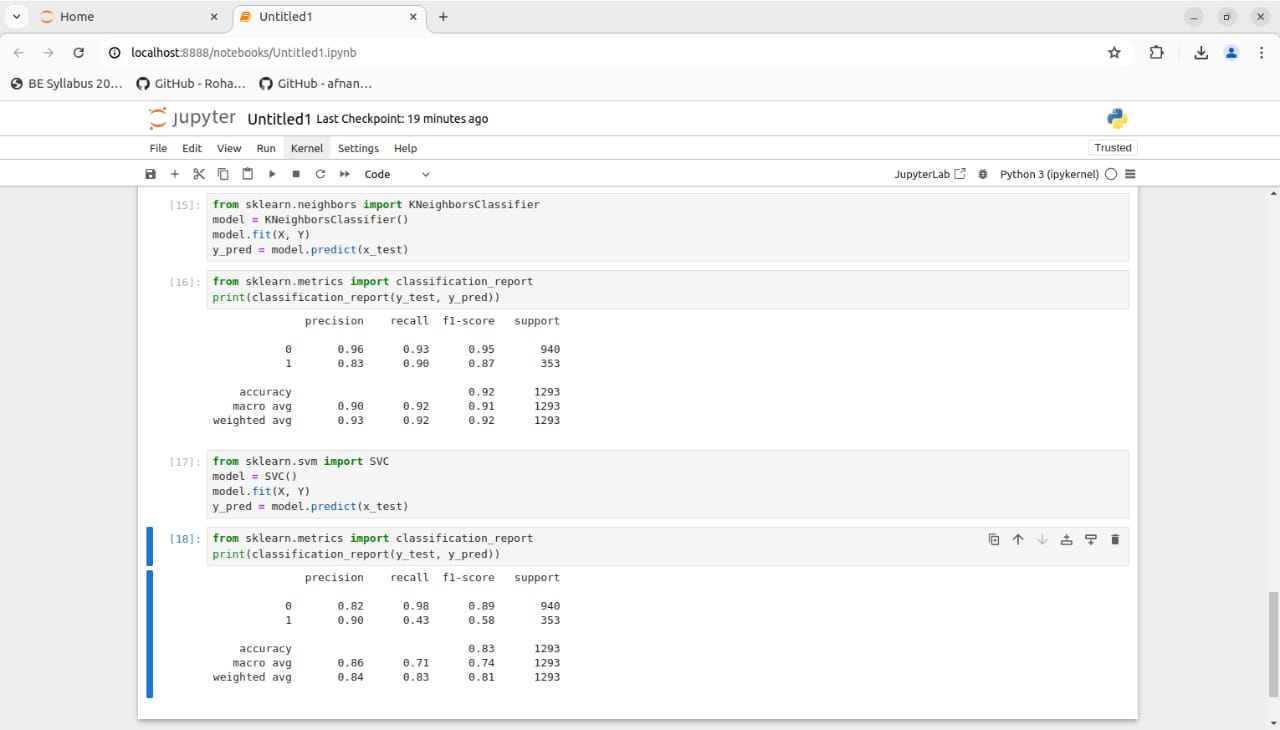 Home
Untitled1
localhost:8888/notebooks/Untitled1.ipynb
BE Syllabus 20... GitHub - Roha... GitHub - afnan...
jupyter Untitled1 Last Checkpoint: 19 minutes ago
File Edit View Run Kernel Settings Help Trusted
Code JupyterLab Python 3 (ipykernel)
[15]: from sklearn.neighbors import KNeighborsClassifier
model = KNeighborsClassifier()
model.fit(X, Y)
y_pred = model.predict(x_test)
[16]: from sklearn.metrics import classification_report
print(classification_report(y_test, y_pred))
precision recall f1-score support
0 0.96 0.93 0.95 940
1 0.83 0.90 0.87 353
accuracy 0.92 1293
macro avg 0.90 0.92 0.91 1293
weighted avg 0.93 0.92 0.92 1293
[17]: from sklearn.svm import SVC
model = SVC()
model.fit(X, Y)
y_pred = model.predict(x_test)
[18]: from sklearn.metrics import classification_report
print(classification_report(y_test, y_pred))
precision recall f1-score support
0 0.82 0.98 0.89 940
1 0.90 0.43 0.58 353
accuracy 0.83 1293
macro avg 0.86 0.71 0.74 1293
weighted avg 0.84 0.83 0.81 1293